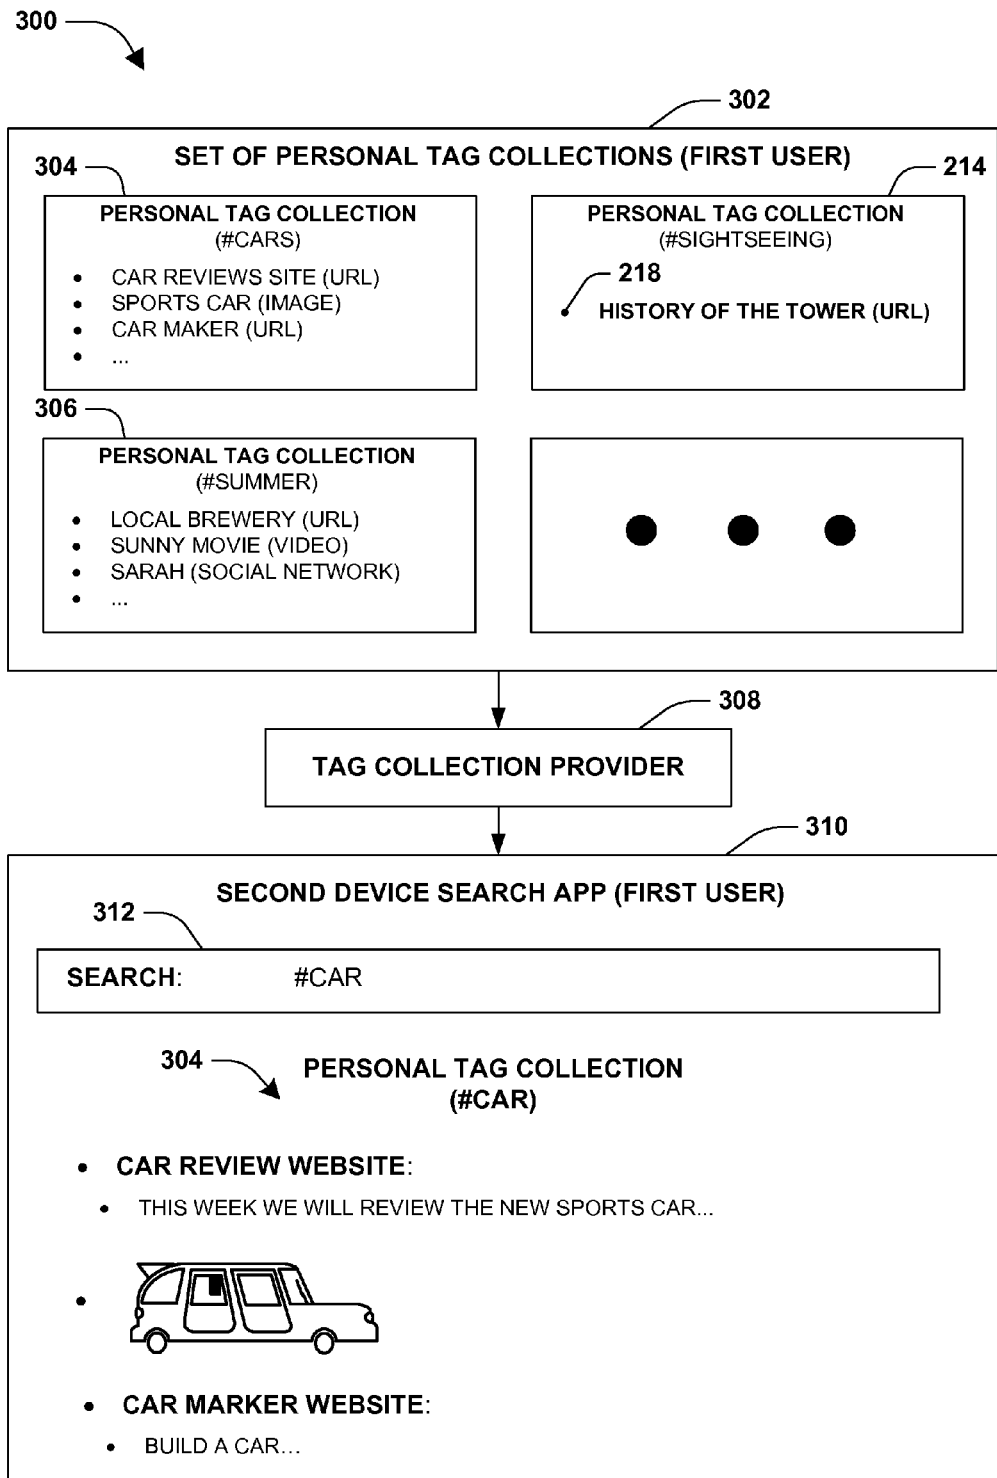 300
302
SET OF PERSONAL TAG COLLECTIONS (FIRST USER)
304
PERSONAL TAG COLLECTION
(#CARS)
• CAR REVIEWS SITE (URL)
• SPORTS CAR (IMAGE)
• CAR MAKER (URL)
• ...
214
PERSONAL TAG COLLECTION
(#SIGHTSEEING)
218
• HISTORY OF THE TOWER (URL)
306
PERSONAL TAG COLLECTION
(#SUMMER)
• LOCAL BREWERY (URL)
• SUNNY MOVIE (VIDEO)
• SARAH (SOCIAL NETWORK)
• ...
308
TAG COLLECTION PROVIDER
310
SECOND DEVICE SEARCH APP (FIRST USER)
312
SEARCH: #CAR
304
PERSONAL TAG COLLECTION
(#CAR)
• CAR REVIEW WEBSITE:
• THIS WEEK WE WILL REVIEW THE NEW SPORTS CAR...
• CAR MARKER WEBSITE:
• BUILD A CAR...